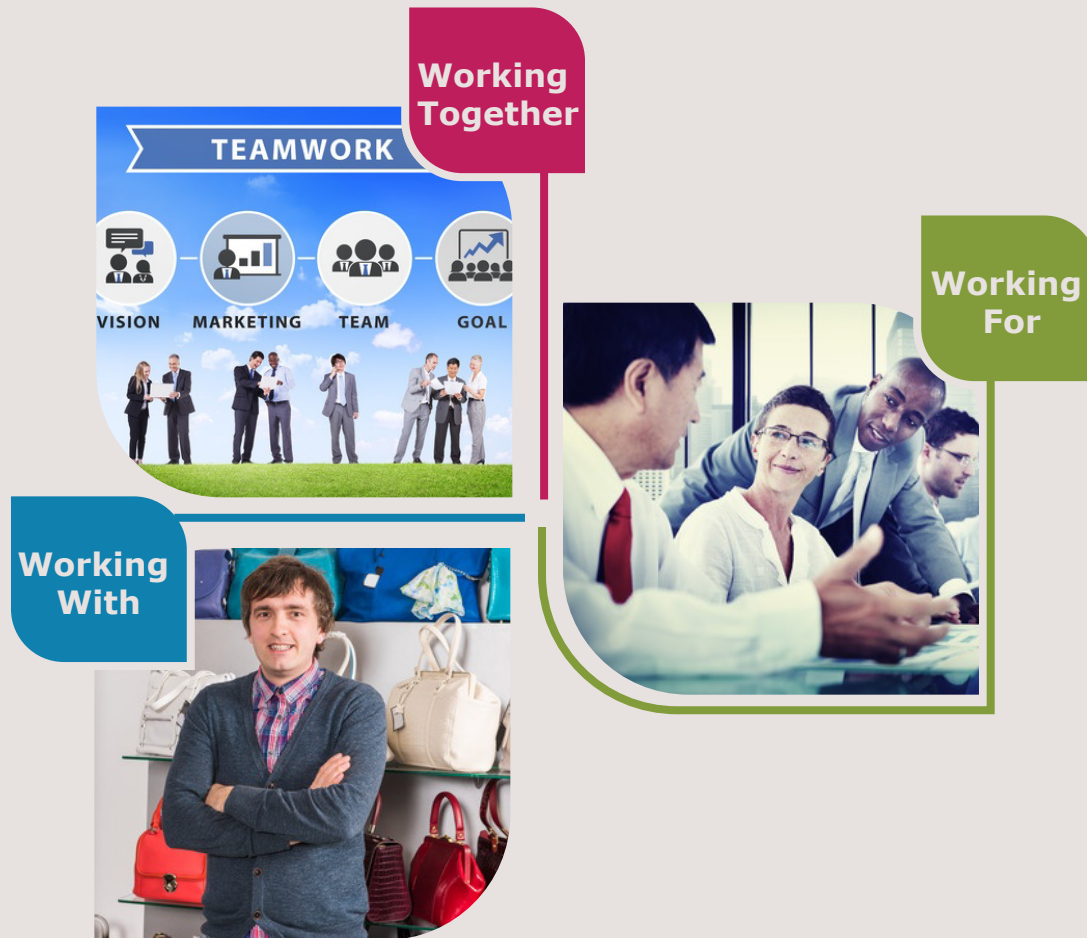 Working
Together
TEAMWORK
VISION
MARKETING
TEAM
GOAL
Working
For
Working
With